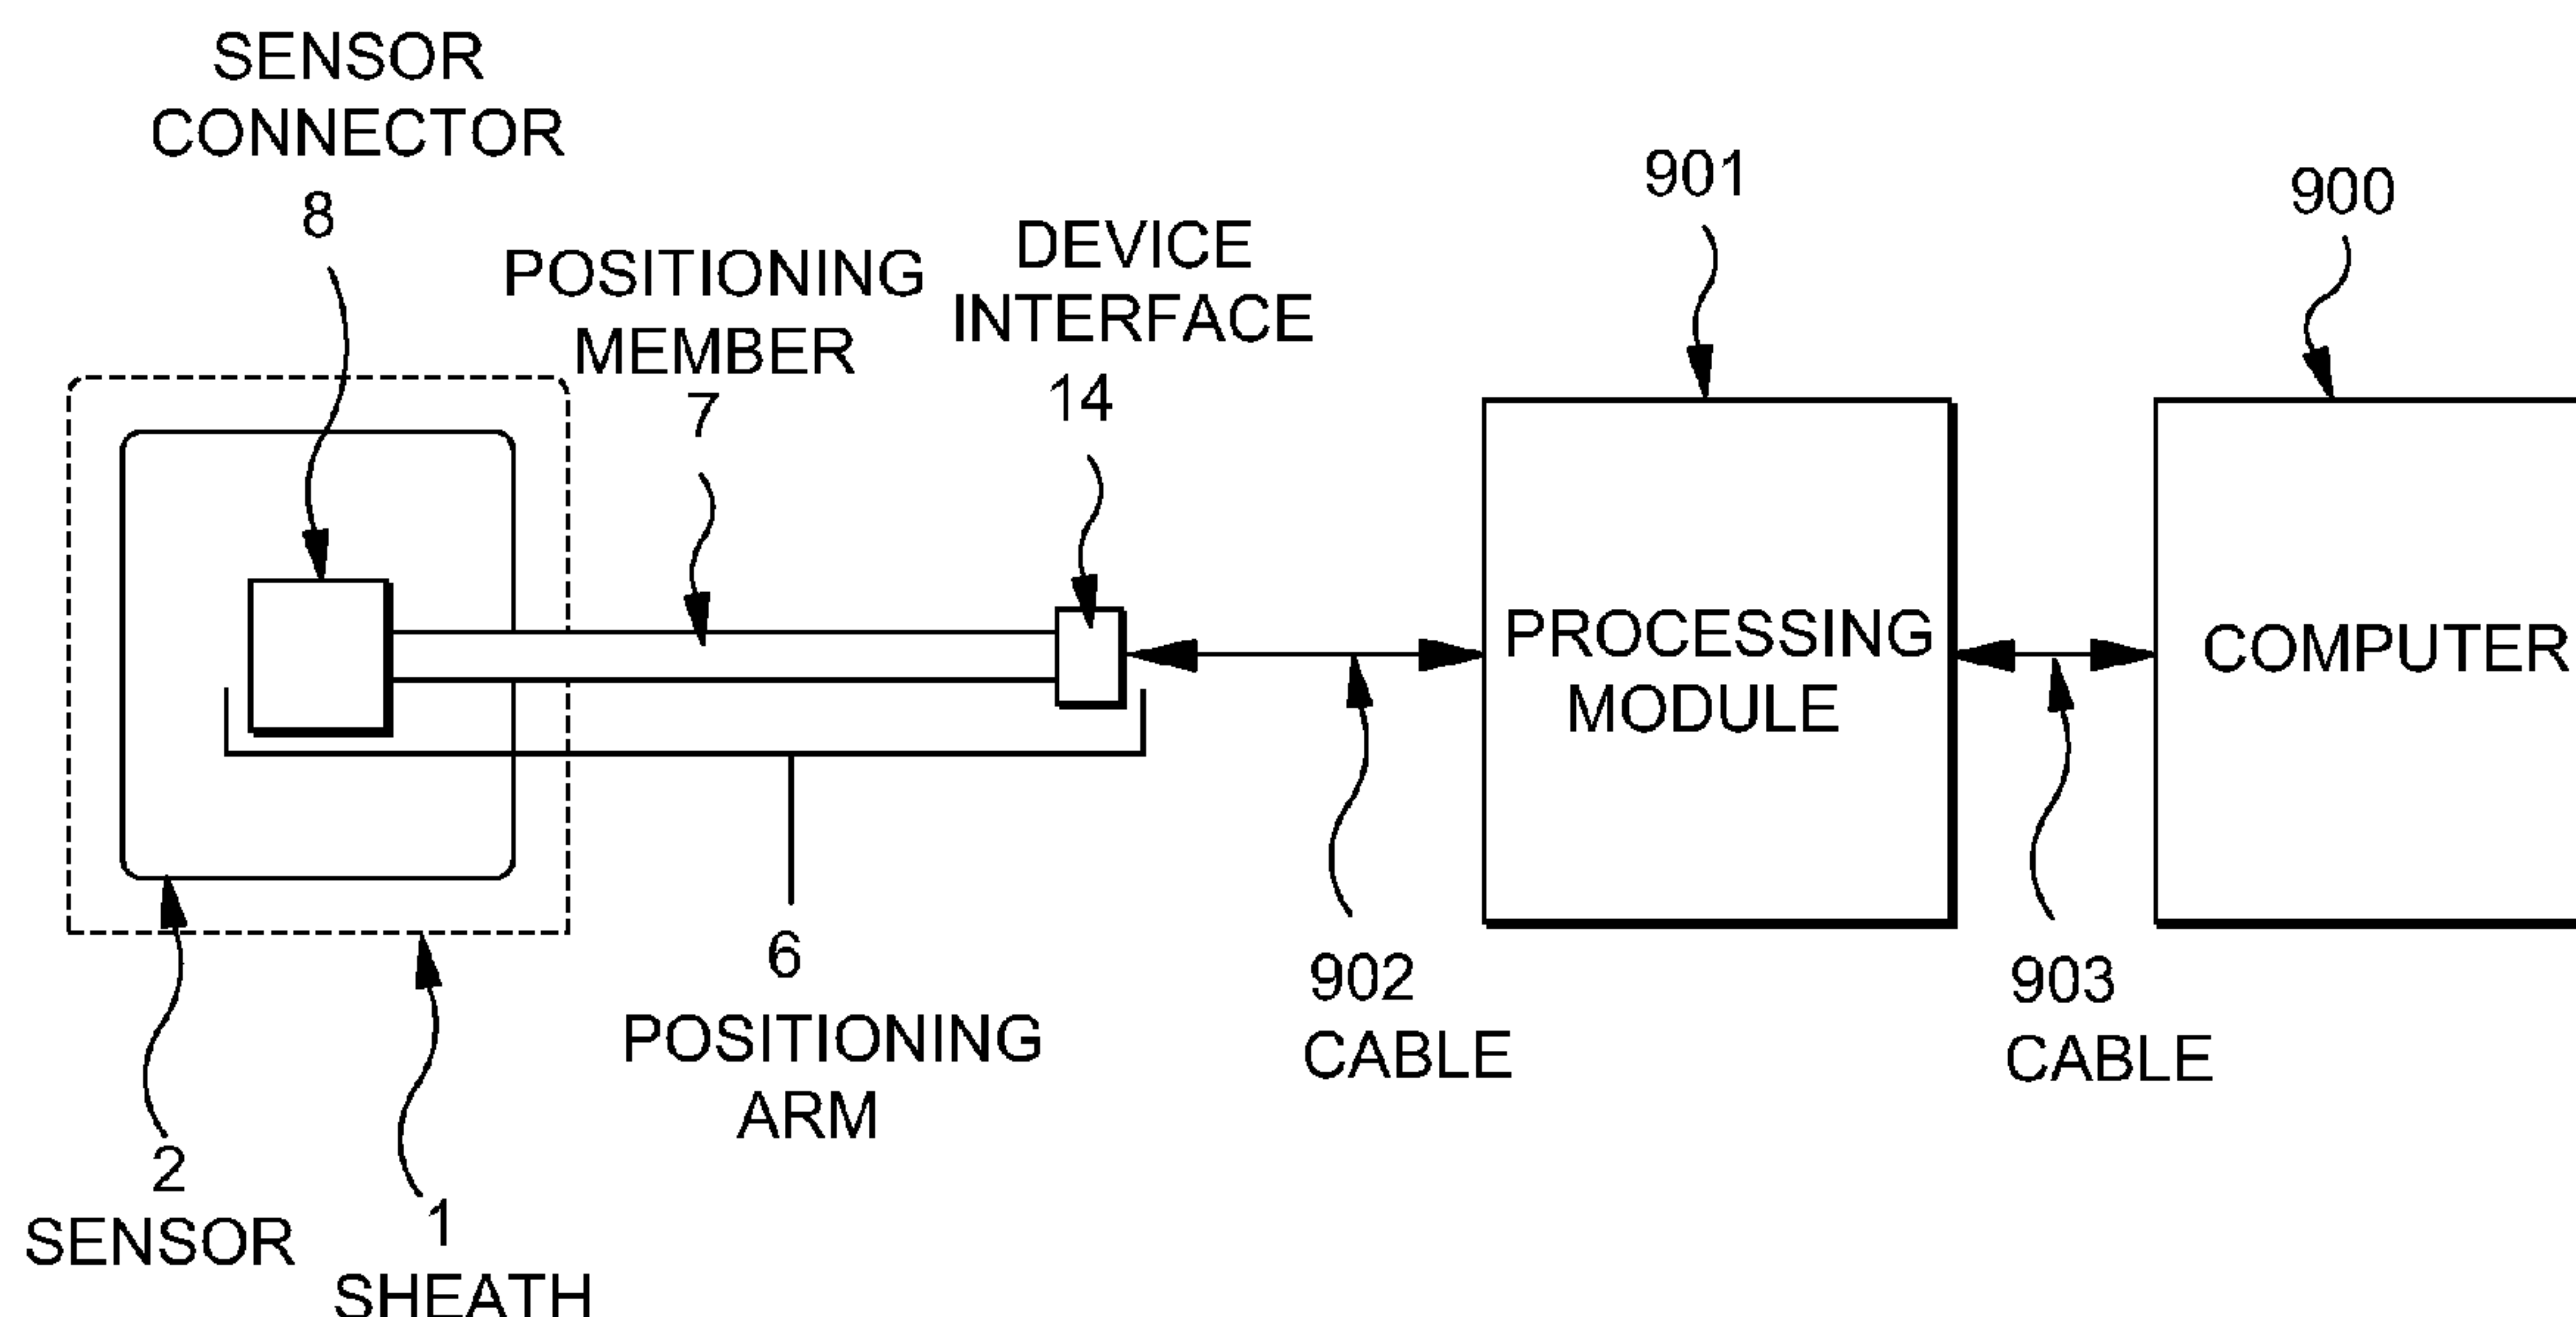 SENSOR
CONNECTOR
8
POSITIONING
MEMBER
7
DEVICE
INTERFACE
14
901
900
PROCESSING
MODULE
COMPUTER
6
POSITIONING
ARM
902
CABLE
903
CABLE
2
SENSOR
1
SHEATH